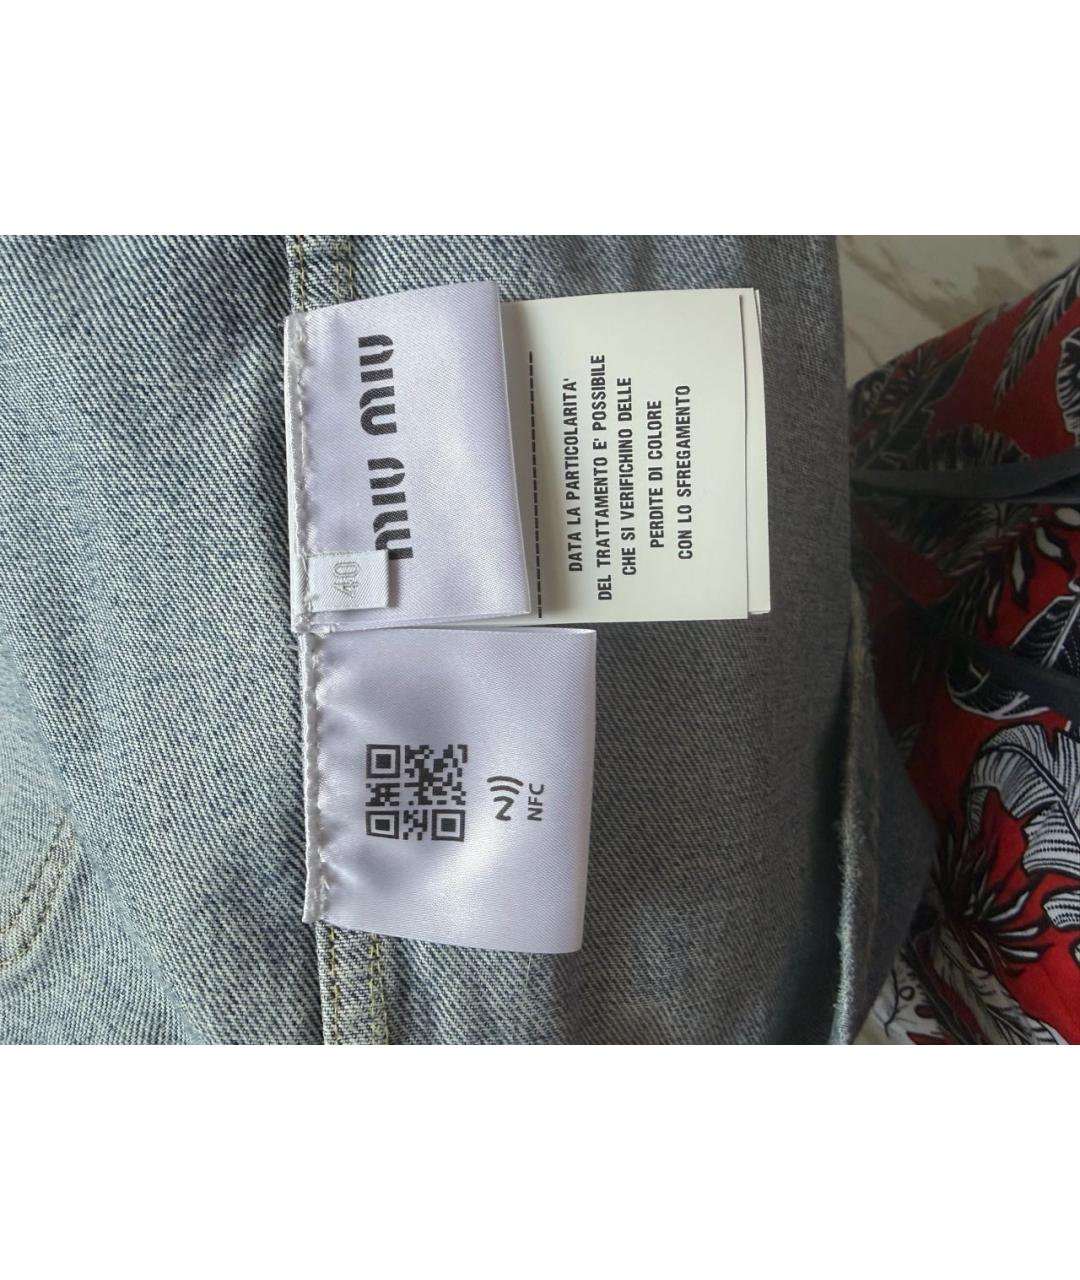 miu miu
40
DATA LA PARTICOLARITA'
DEL TRATTAMENTO E' POSSIBILE
CHE SI VERIFICHINO DELLE
PERDITE DI COLORE
CON LO SFREGAMENTO
NFC